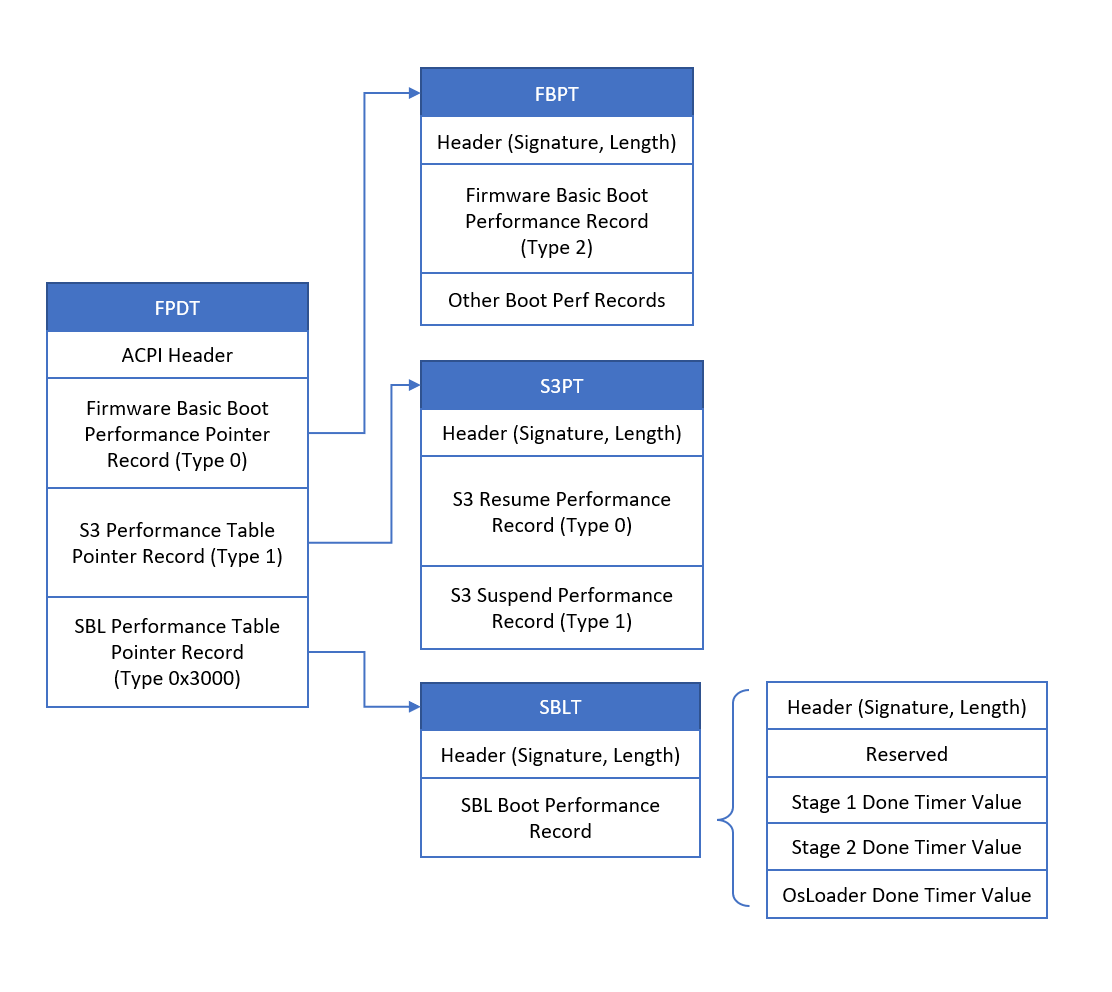 FPDT
ACPI Header
Firmware Basic Boot
Performance Pointer
Record (Type 0)
S3 Performance Table
Pointer Record (Type 1)
SBL Performance Table
Pointer Record
(Type 0x3000)
FBPT
Header (Signature, Length)
Firmware Basic Boot
Performance Record
(Type 2)
Other Boot Perf Records
S3PT
Header (Signature, Length)
S3 Resume Performance
Record (Type 0)
S3 Suspend Performance
Record (Type 1)
SBLT
Header (Signature, Length)
SBL Boot Performance
Record
Header (Signature, Length)
Reserved
Stage 1 Done Timer Value
Stage 2 Done Timer Value
OsLoader Done Timer Value